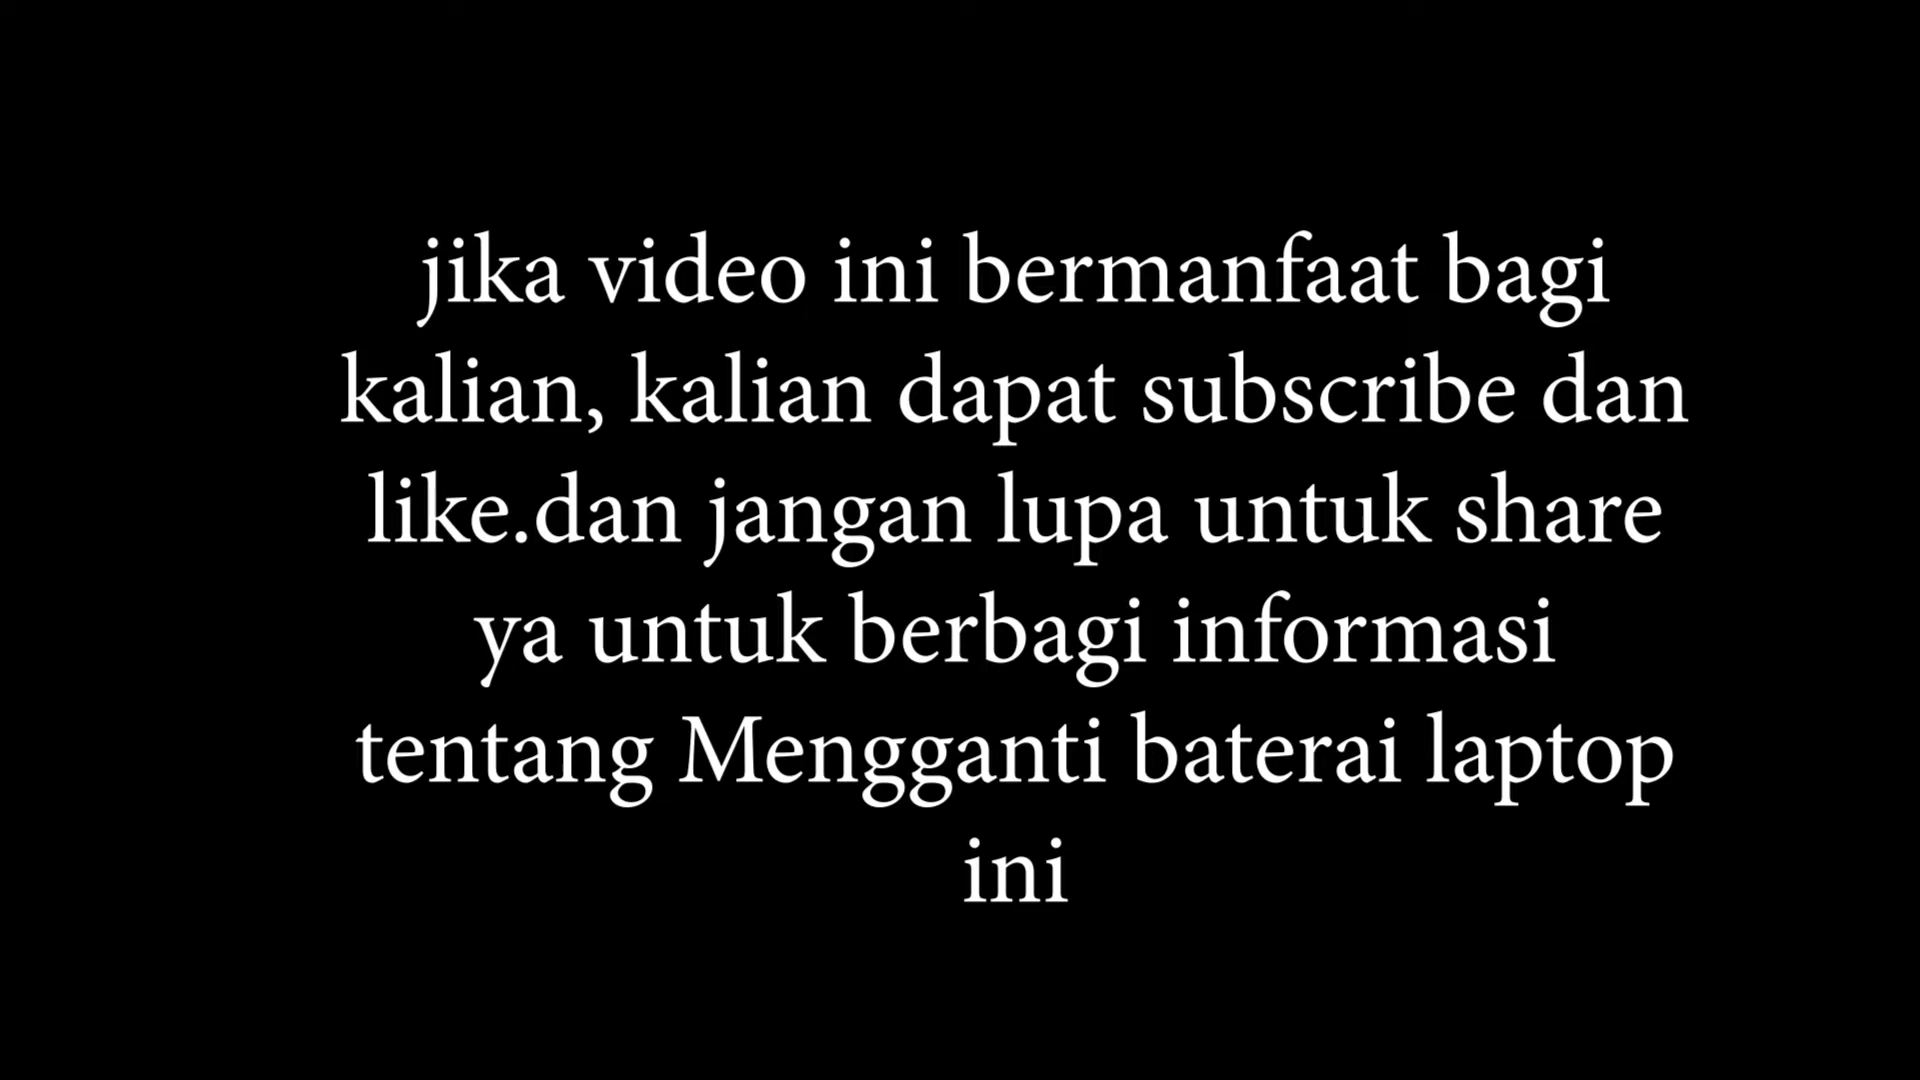 jika video ini bermanfaat bagi
kalian, kalian dapat subscribe dan
like.dan jangan lupa untuk share
ya untuk berbagi informasi
tentang Mengganti baterai laptop
ini